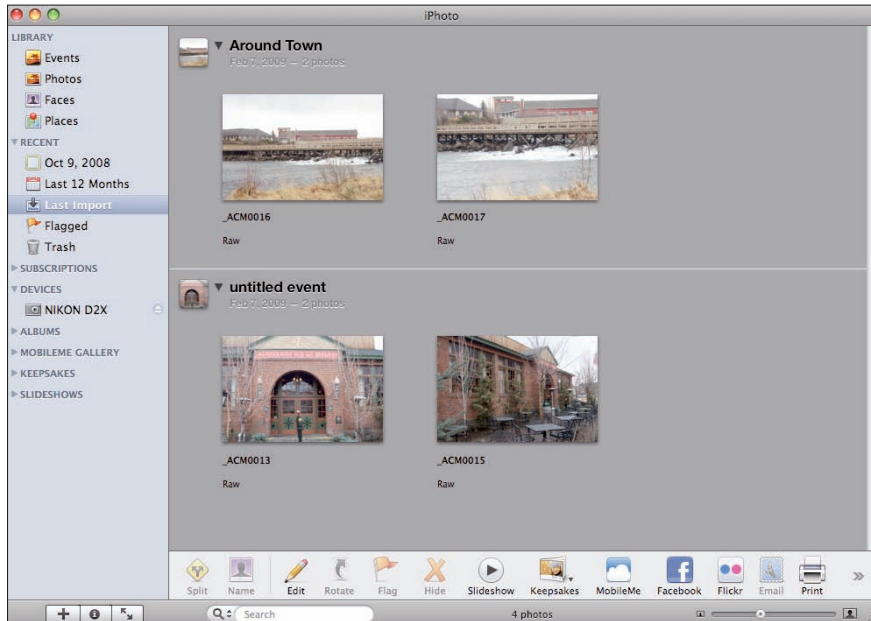 iPhoto
LIBRARY
Events
Photos
Faces
Places
RECENT
Oct 9, 2008
Last 12 Months
Last Import
Flagged
Trash
SUBSCRIPTIONS
DEVICES
NIKON D2X
ALBUMS
MOBILEME GALLERY
KEEPSAKES
SLIDESHOWS
Around Town
Feb 7, 2009 — 2 photos
_ACM0016
_ACM0017
Raw
Raw
untitled event
Feb 7, 2009 — 2 photos
_ACM0013
_ACM0015
Raw
Raw
Split
Name
Edit
Rotate
Flag
Hide
Slideshow
Keepsakes
MobileMe
Facebook
Flickr
Email
Print
Search
4 photos